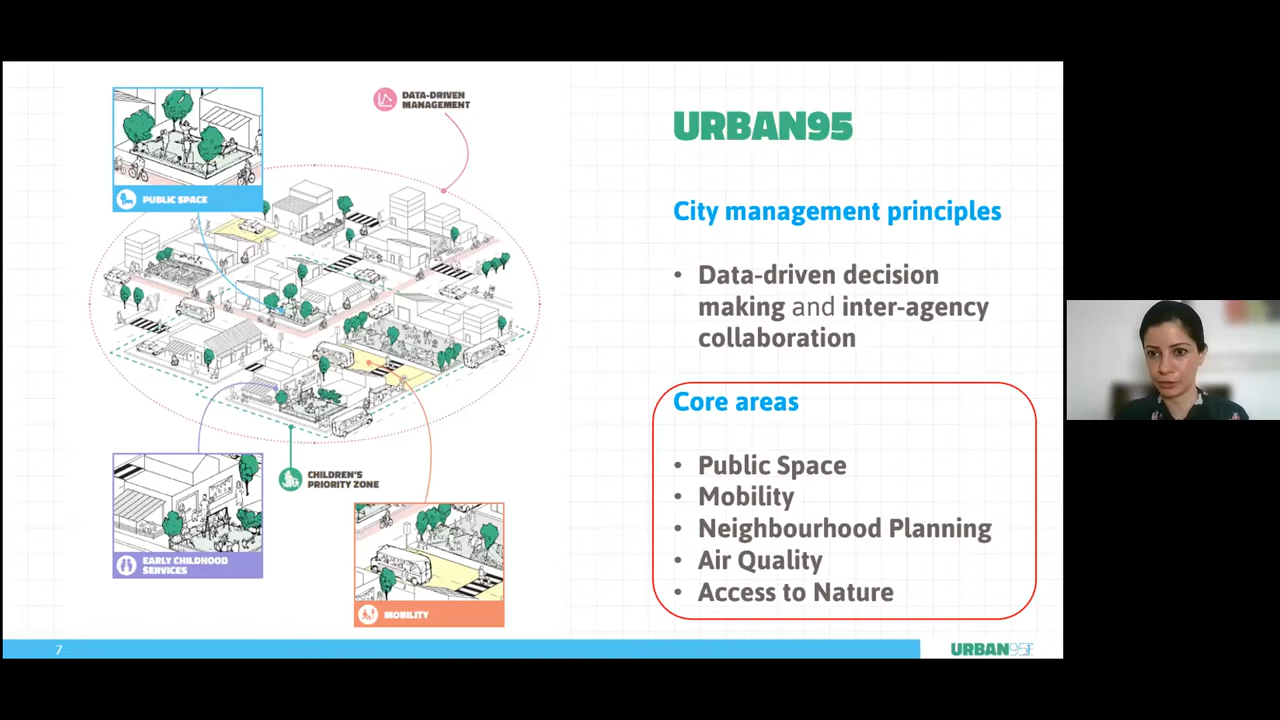 DATA-DRIVEN
MANAGEMENT
PUBLIC SPACE
CHILDREN'S
PRIORITY ZONE
EARLY CHILDHOOD
SERVICES
MOBILITY
URBAN95
City management principles
• Data-driven decision
making and inter-agency
collaboration
Core areas
• Public Space
• Mobility
• Neighbourhood Planning
• Air Quality
• Access to Nature
7
URBAN95